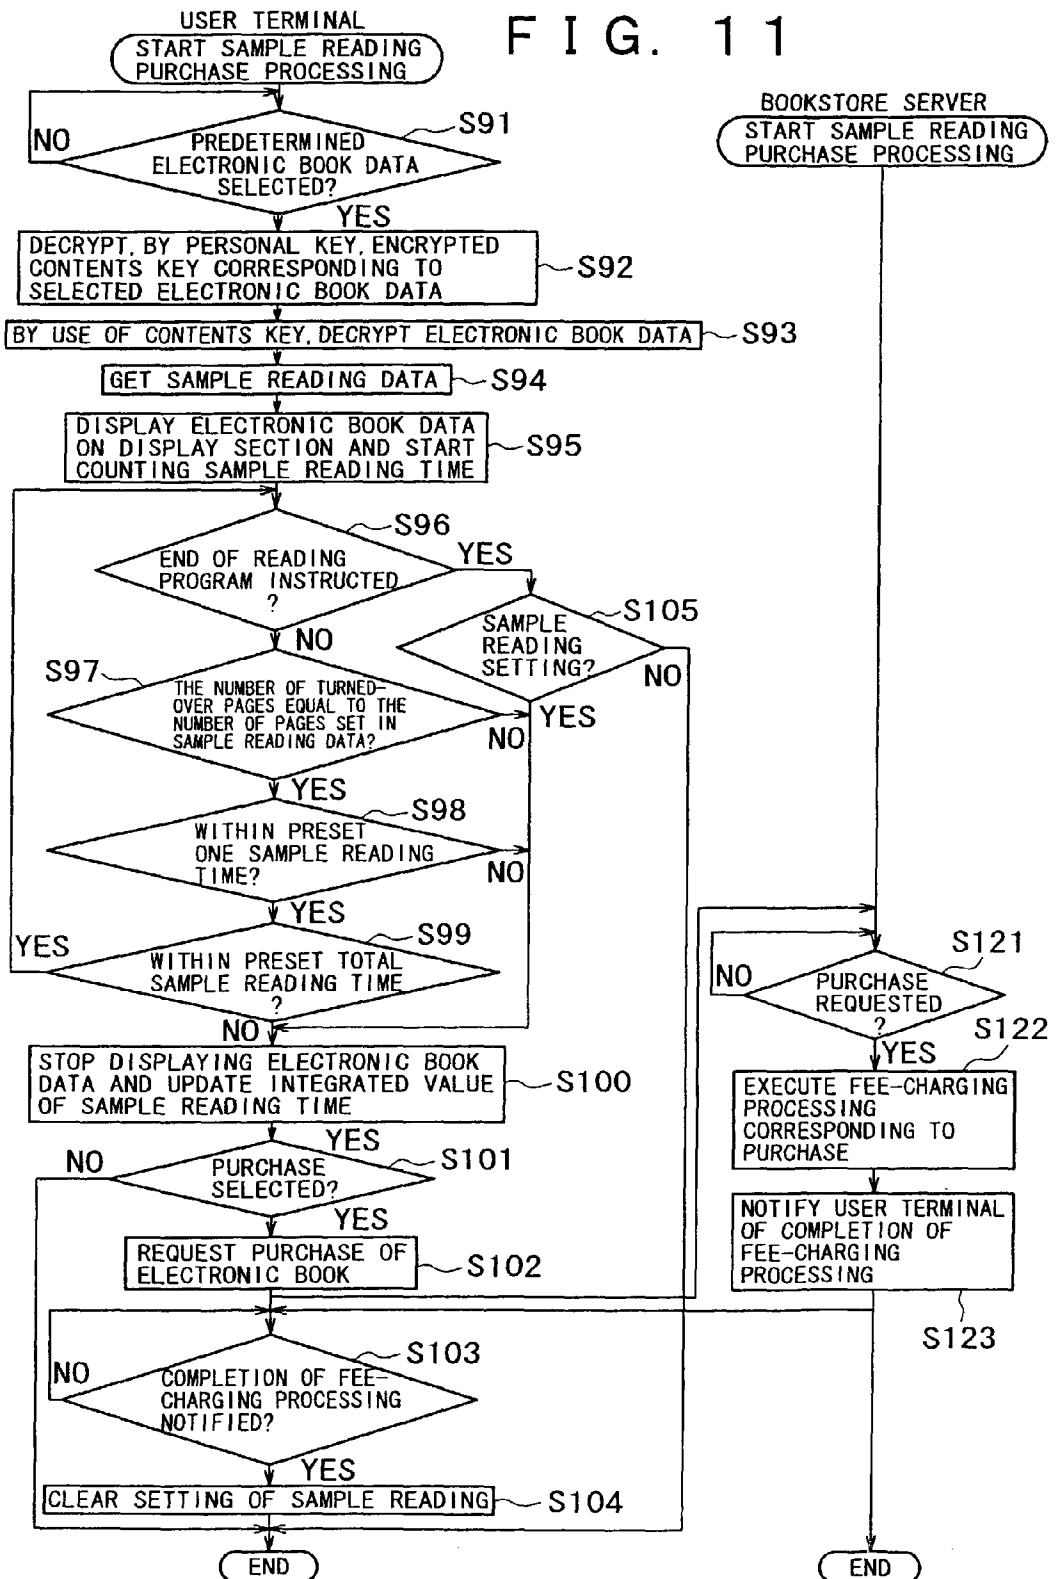 FIG. 11
USER TERMINAL
START SAMPLE READING
PURCHASE PROCESSING
S91
NO
PREDETERMINED
ELECTRONIC BOOK DATA
SELECTED?
YES
DECRYPT, BY PERSONAL KEY, ENCRYPTED
CONTENTS KEY CORRESPONDING TO
SELECTED ELECTRONIC BOOK DATA
S92
BY USE OF CONTENTS KEY, DECRYPT ELECTRONIC BOOK DATA
S93
GET SAMPLE READING DATA
S94
DISPLAY ELECTRONIC BOOK DATA
ON DISPLAY SECTION AND START
COUNTING SAMPLE READING TIME
S95
S96
END OF READING
PROGRAM INSTRUCTED
?
YES
NO
S105
SAMPLE
READING
SETTING?
NO
YES
S97
THE NUMBER OF TURNED-
OVER PAGES EQUAL TO THE
NUMBER OF PAGES SET IN
SAMPLE READING DATA?
NO
YES
S98
WITHIN PRESET
ONE SAMPLE READING
TIME?
NO
YES
S99
YES
WITHIN PRESET TOTAL
SAMPLE READING TIME
?
NO
STOP DISPLAYING ELECTRONIC BOOK
DATA AND UPDATE INTEGRATED VALUE
OF SAMPLE READING TIME
S100
YES
NO
S101
PURCHASE
SELECTED?
YES
REQUEST PURCHASE OF
ELECTRONIC BOOK
S102
S103
NO
COMPLETION OF FEE-
CHARGING PROCESSING
NOTIFIED?
YES
CLEAR SETTING OF SAMPLE READING
S104
END
BOOKSTORE SERVER
START SAMPLE READING
PURCHASE PROCESSING
S121
NO
PURCHASE
REQUESTED
?
YES
S122
EXECUTE FEE-CHARGING
PROCESSING
CORRESPONDING TO
PURCHASE
NOTIFY USER TERMINAL
OF COMPLETION OF
FEE-CHARGING
PROCESSING
S123
END